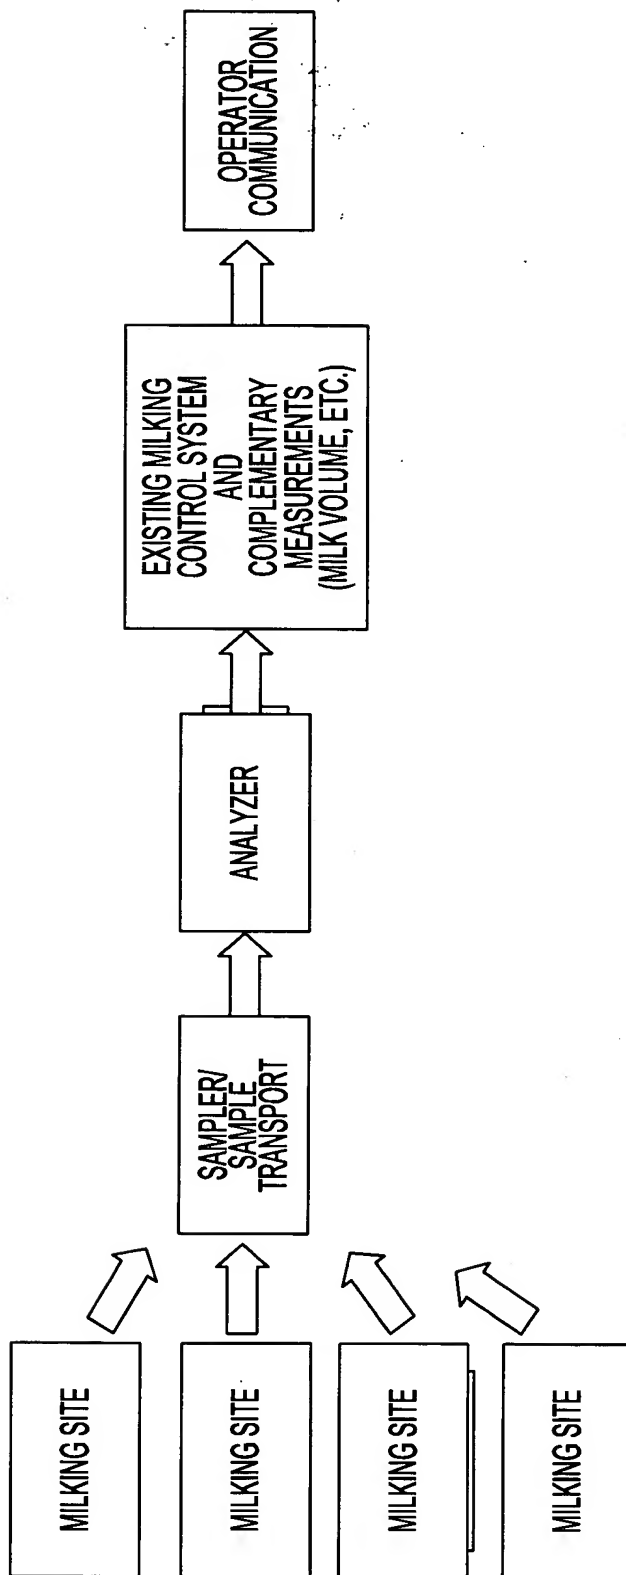 MILKING SITE
MILKING SITE
MILKING SITE
MILKING SITE
SAMPLER/
SAMPLE
TRANSPORT
ANALYZER
EXISTING MILKING
CONTROL SYSTEM
AND
COMPLEMENTARY
MEASUREMENTS
(MILK VOLUME, ETC.)
OPERATOR
COMMUNICATION